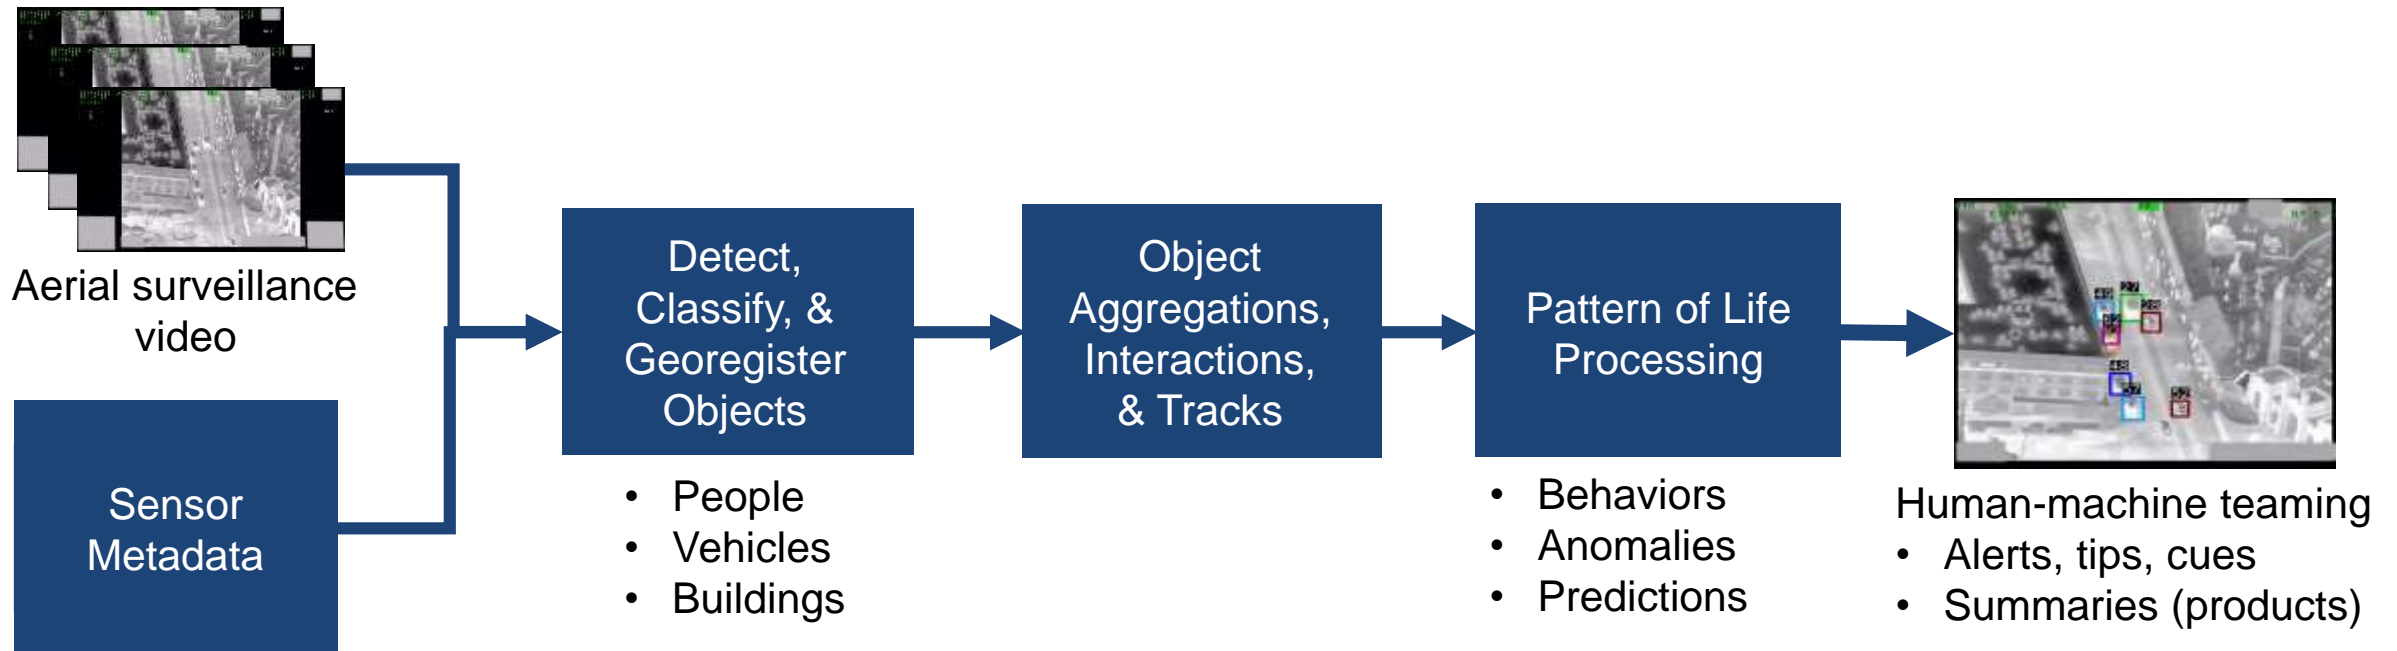 Aerial surveillance
video
Sensor
Metadata
Detect,
Classify, &
Georegister
Objects
• People
• Vehicles
• Buildings
Object
Aggregations,
Interactions,
& Tracks
Pattern of Life
Processing
• Behaviors
• Anomalies
• Predictions
27
Human-machine teaming
• Alerts, tips, cues
• Summaries (products)